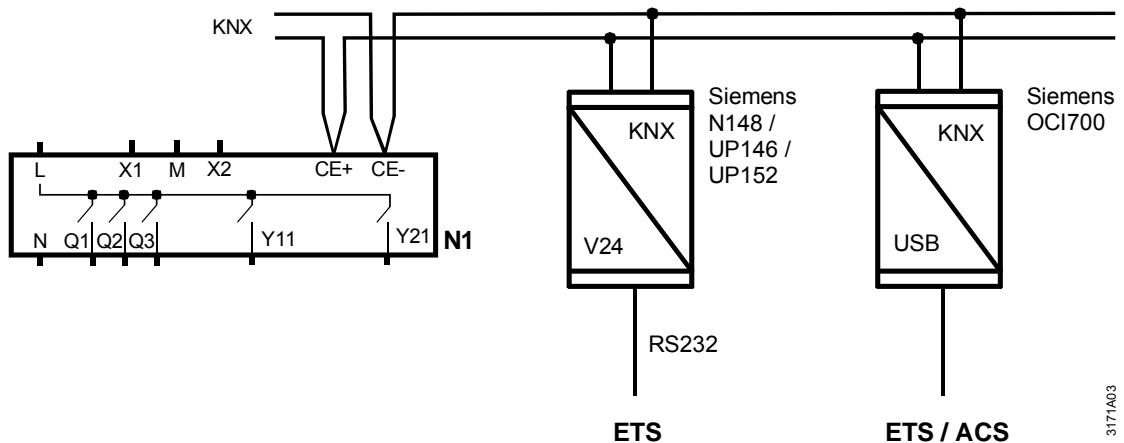 KNX
Siemens
N148 /
UP146 /
UP152
Siemens
OCI700
KNX
KNX
L X1 M X2 CE+ CE-
N Q1 Q2 Q3 Y11 Y21 N1
V24
USB
RS232
ETS
ETS / ACS
3171A03